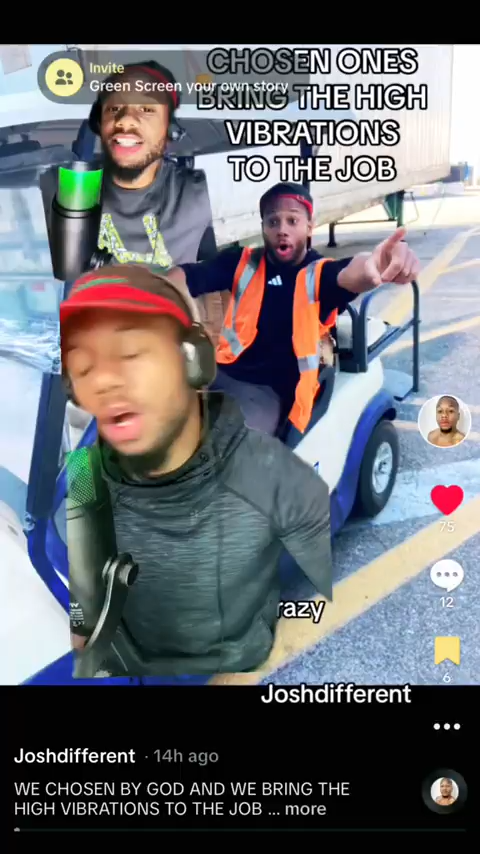 Invite
Green Screen your own story
CHOSEN ONES
BRING THE HIGH
VIBRATIONS
TO THE JOB
75
12
razy
6
Joshdifferent
Joshdifferent · 14h ago
WE CHOSEN BY GOD AND WE BRING THE
HIGH VIBRATIONS TO THE JOB ... more